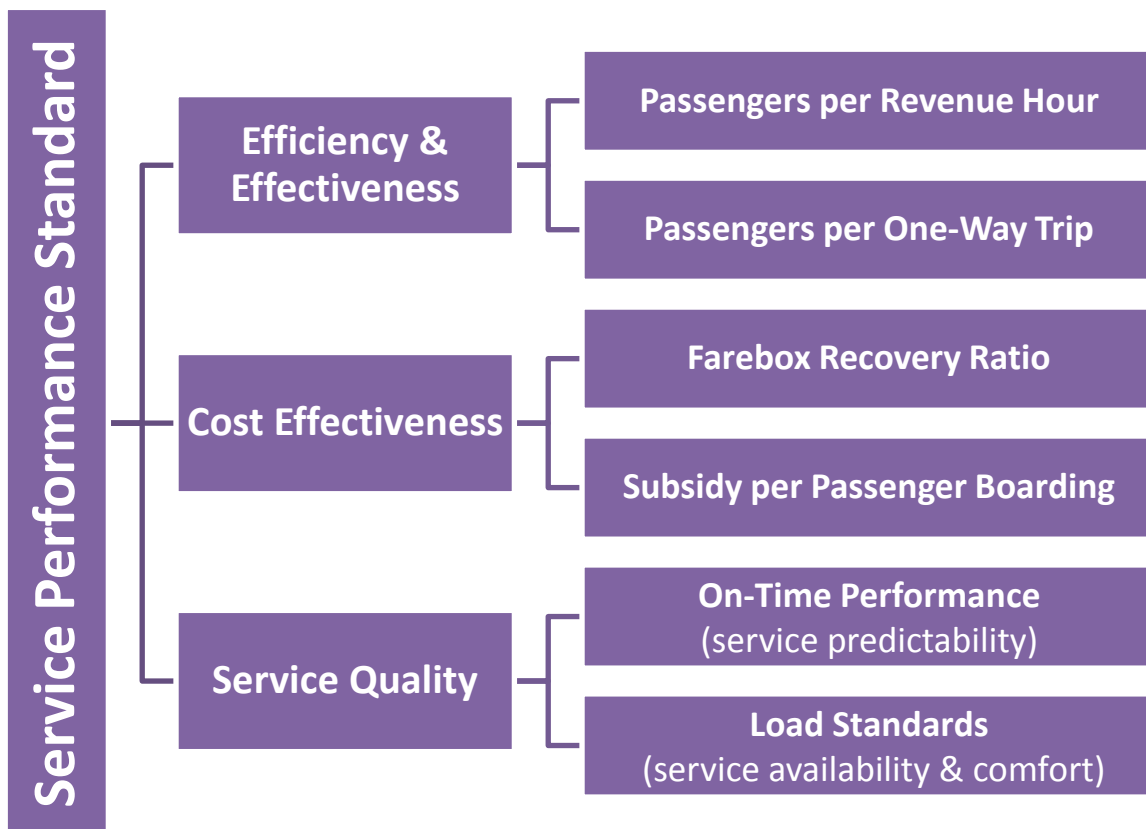 Service Performance Standard
Efficiency &
Effectiveness
Passengers per Revenue Hour
Passengers per One-Way Trip
Cost Effectiveness
Farebox Recovery Ratio
Subsidy per Passenger Boarding
Service Quality
On-Time Performance
(service predictability)
Load Standards
(service availability & comfort)